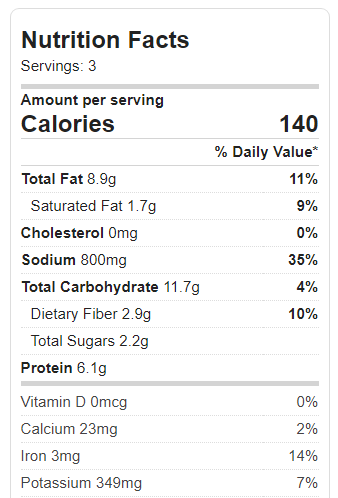 Nutrition Facts
Servings: 3
Amount per serving
Calories 140
% Daily Value*
Total Fat 8.9g 11%
Saturated Fat 1.7g 9%
Cholesterol 0mg 0%
Sodium 800mg 35%
Total Carbohydrate 11.7g 4%
Dietary Fiber 2.9g 10%
Total Sugars 2.2g
Protein 6.1g
Vitamin D 0mcg 0%
Calcium 23mg 2%
Iron 3mg 14%
Potassium 349mg 7%